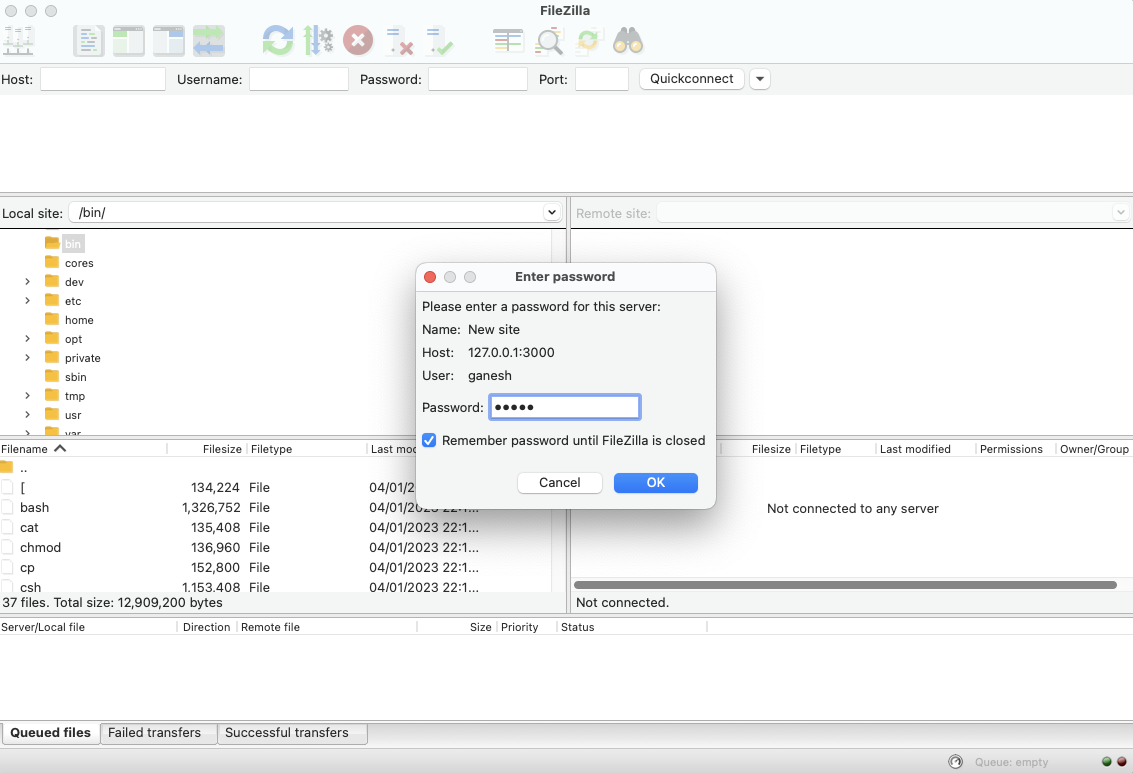 FileZilla
Host: Username: Password: Port: Quickconnect
Local site: /bin/
Remote site:
bin
cores
dev
etc
home
opt
private
sbin
tmp
usr
var
Enter password
Please enter a password for this server:
Name: New site
Host: 127.0.0.1:3000
User: ganesh
Password: •••••
Remember password until FileZilla is closed
Cancel OK
Filename Filesize Filetype Last mo
..
[ 134,224 File 04/01/2
bash 1,326,752 File 04/01/2023 22:1...
cat 135,408 File 04/01/2023 22:1...
chmod 136,960 File 04/01/2023 22:1...
cp 152,800 File 04/01/2023 22:1...
csh 1,153,408 File 04/01/2023 22:1...
37 files. Total size: 12,909,200 bytes
Filesize Filetype Last modified Permissions Owner/Group
Not connected to any server
Not connected.
Server/Local file Direction Remote file Size Priority Status
Queued files Failed transfers Successful transfers
Queue: empty